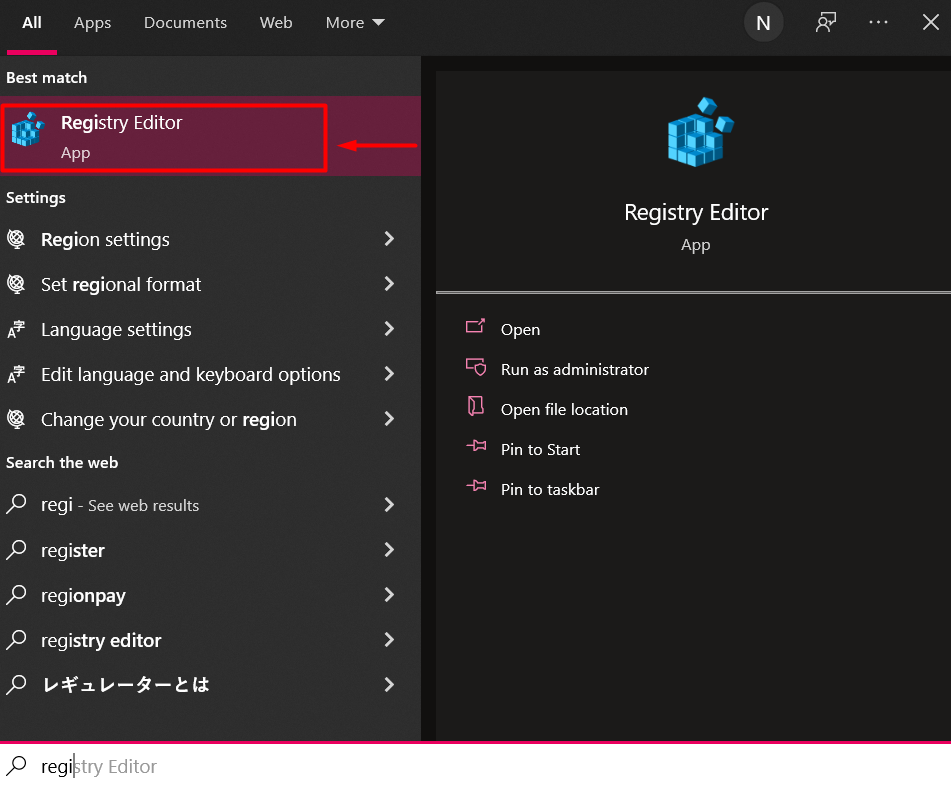 All Apps Documents Web More N
Best match
Registry Editor
App
Settings
Region settings
Set regional format
Language settings
Edit language and keyboard options
Change your country or region
Search the web
regi - See web results
register
regionpay
registry editor
レギュレーターとは
registry Editor
Registry Editor
App
Open
Run as administrator
Open file location
Pin to Start
Pin to taskbar